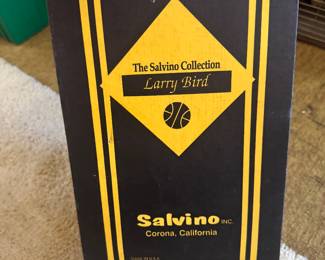 The Salvino Collection
Larry Bird
Salvino INC.
Corona, California